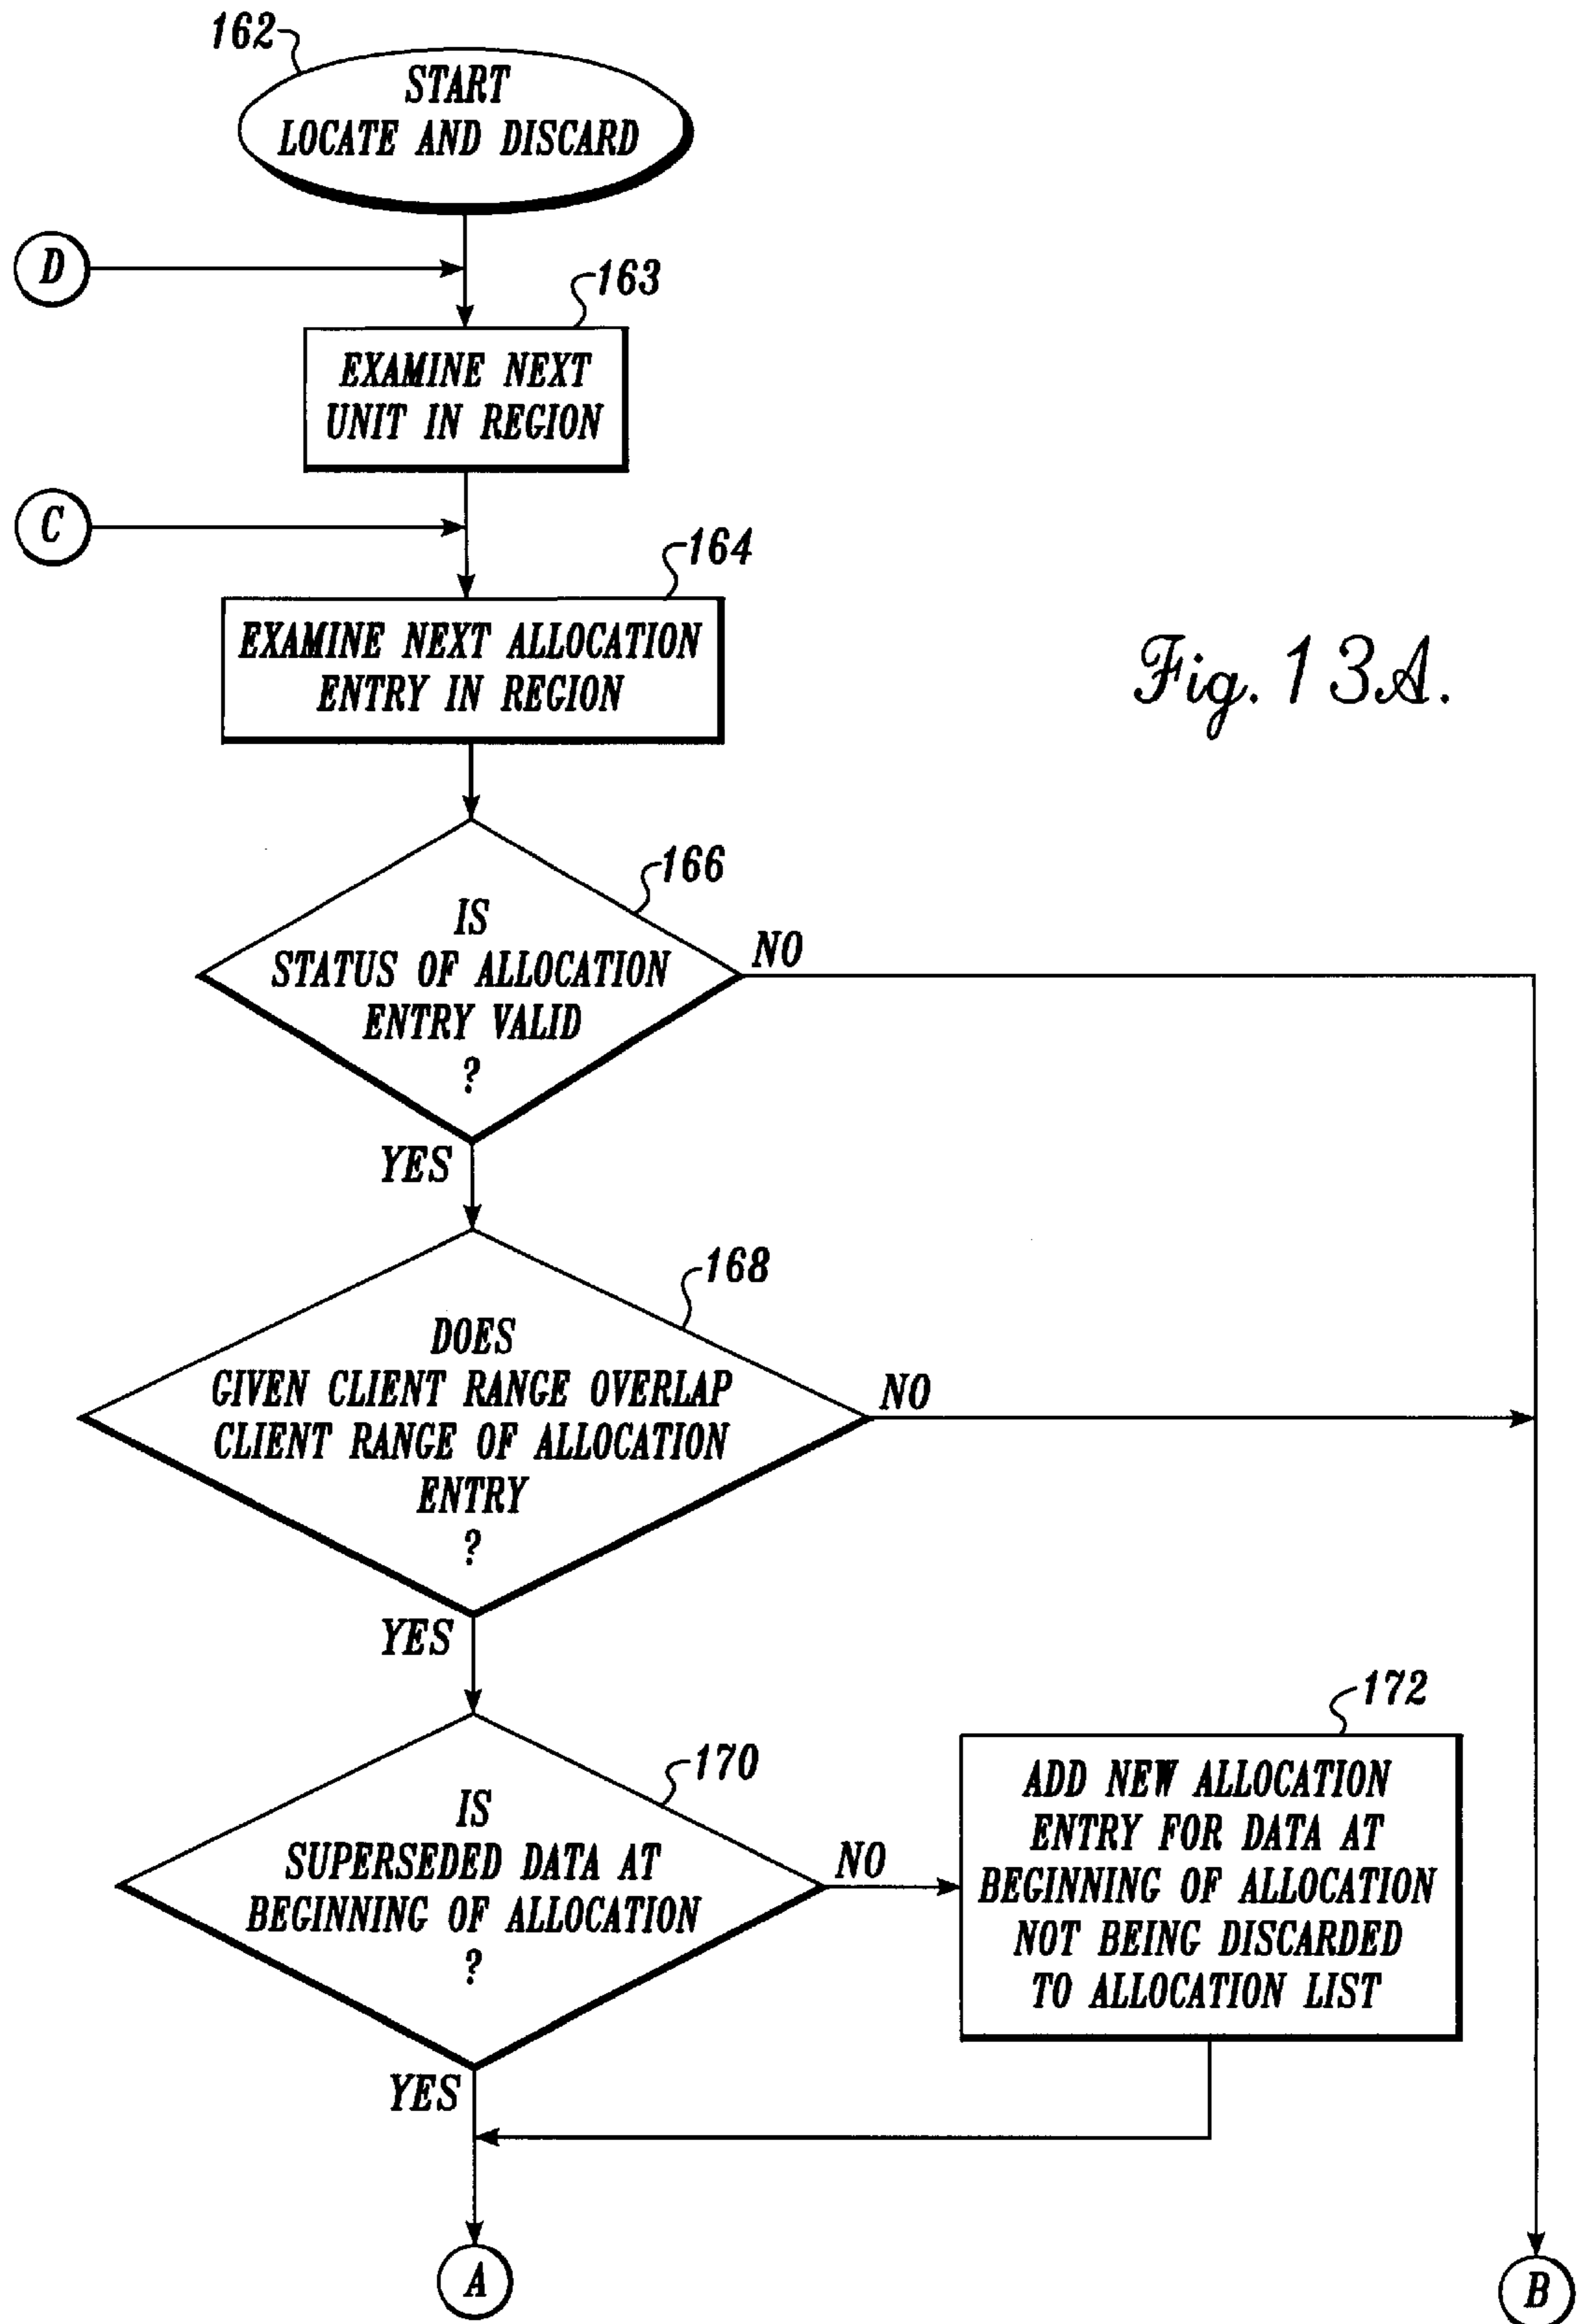 162
START
LOCATE AND DISCARD
D
163
EXAMINE NEXT
UNIT IN REGION
C
164
EXAMINE NEXT ALLOCATION
ENTRY IN REGION
Fig. 13A.
166
IS
STATUS OF ALLOCATION
ENTRY VALID
?
NO
YES
168
DOES
GIVEN CLIENT RANGE OVERLAP
CLIENT RANGE OF ALLOCATION
ENTRY
?
NO
YES
170
IS
SUPERSEDED DATA AT
BEGINNING OF ALLOCATION
?
NO
172
ADD NEW ALLOCATION
ENTRY FOR DATA AT
BEGINNING OF ALLOCATION
NOT BEING DISCARDED
TO ALLOCATION LIST
YES
A
B